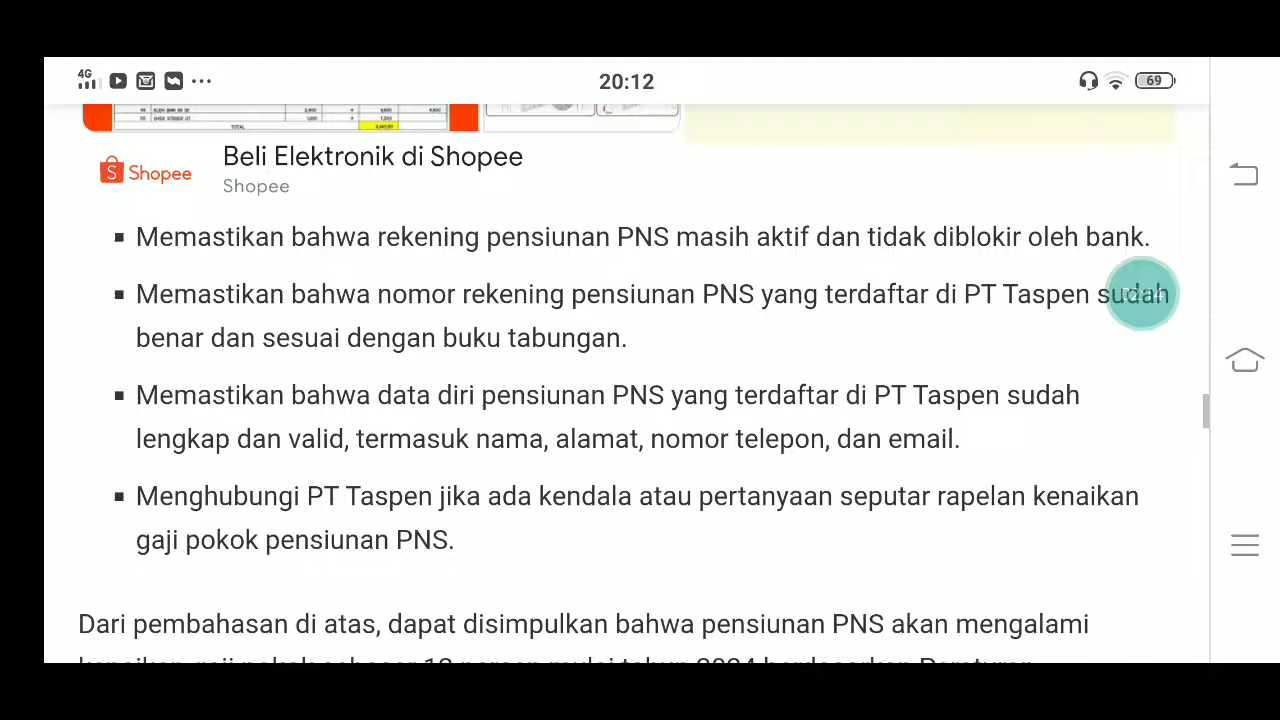 4G
20:12
69
TOTAL
Shopee
Beli Elektronik di Shopee
Shopee
Memastikan bahwa rekening pensiunan PNS masih aktif dan tidak diblokir oleh bank.
Memastikan bahwa nomor rekening pensiunan PNS yang terdaftar di PT Taspen sudah
benar dan sesuai dengan buku tabungan.
Memastikan bahwa data diri pensiunan PNS yang terdaftar di PT Taspen sudah
lengkap dan valid, termasuk nama, alamat, nomor telepon, dan email.
Menghubungi PT Taspen jika ada kendala atau pertanyaan seputar rapelan kenaikan
gaji pokok pensiunan PNS.
Dari pembahasan di atas, dapat disimpulkan bahwa pensiunan PNS akan mengalami